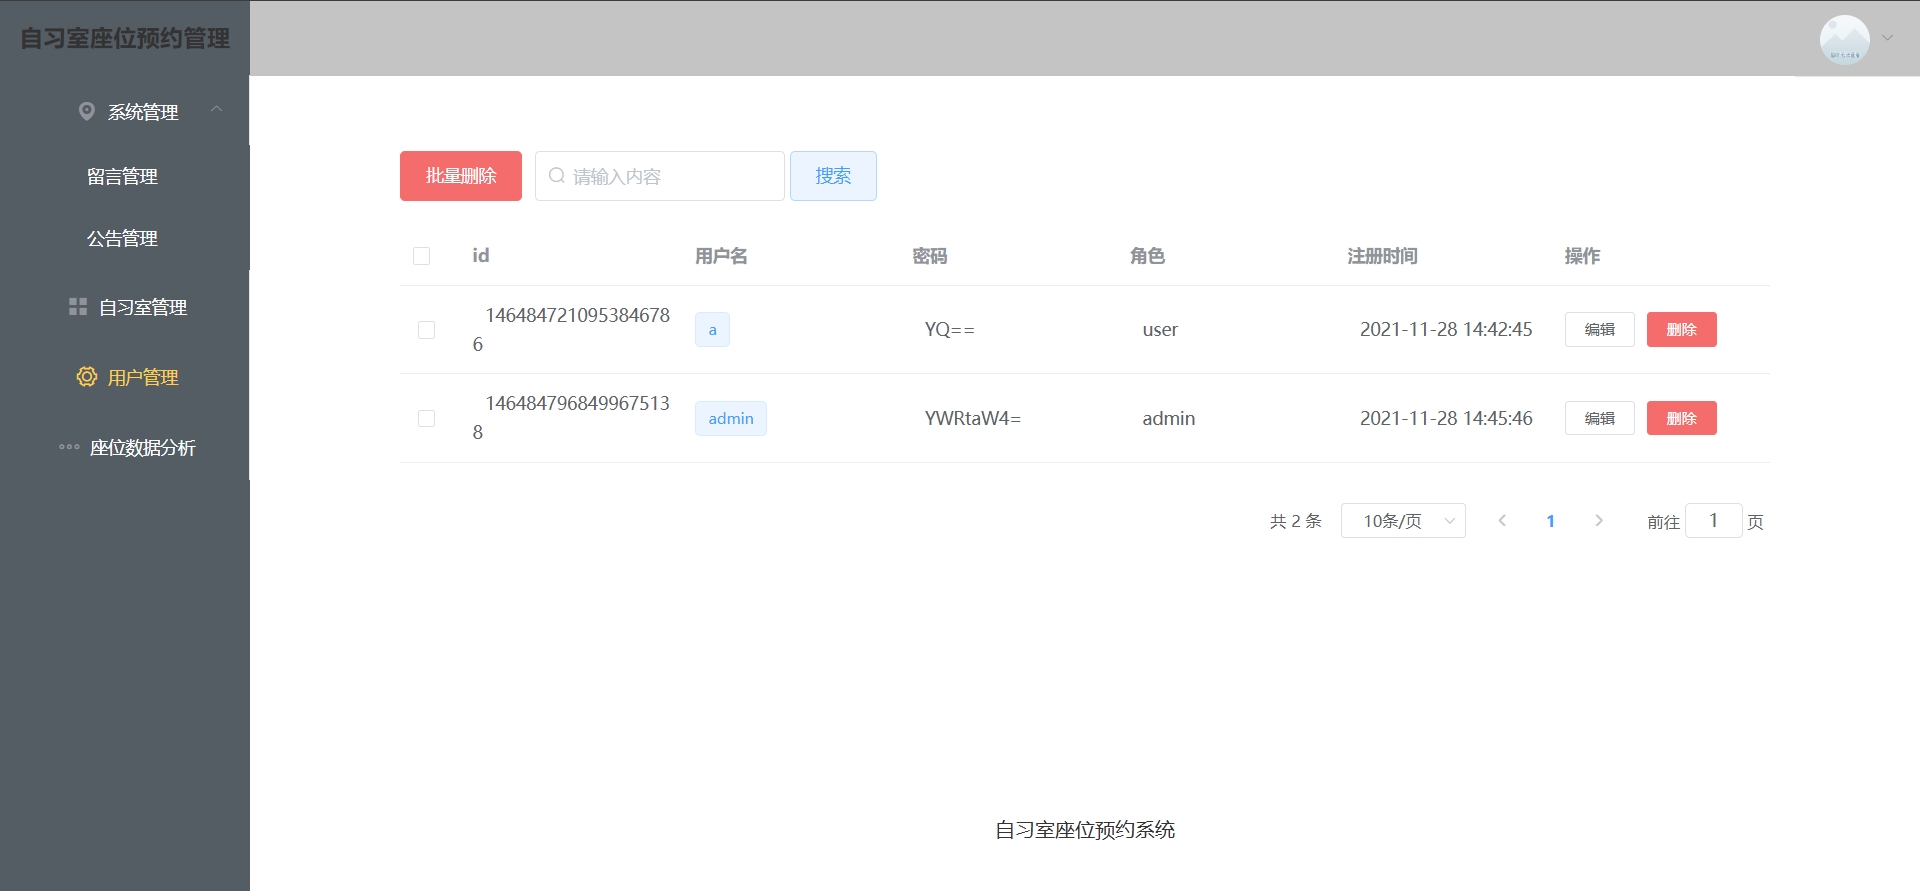 自习室座位预约管理
系统管理
留言管理
公告管理
自习室管理
用户管理
座位数据分析
批量删除 请输入内容 搜索
id 用户名 密码 角色 注册时间 操作
146484721095384678
6
a YQ== user 2021-11-28 14:42:45 编辑 删除
146484796849967513
8
admin YWRtaW4= admin 2021-11-28 14:45:46 编辑 删除
共 2 条 10条/页 1 前往 1 页
自习室座位预约系统